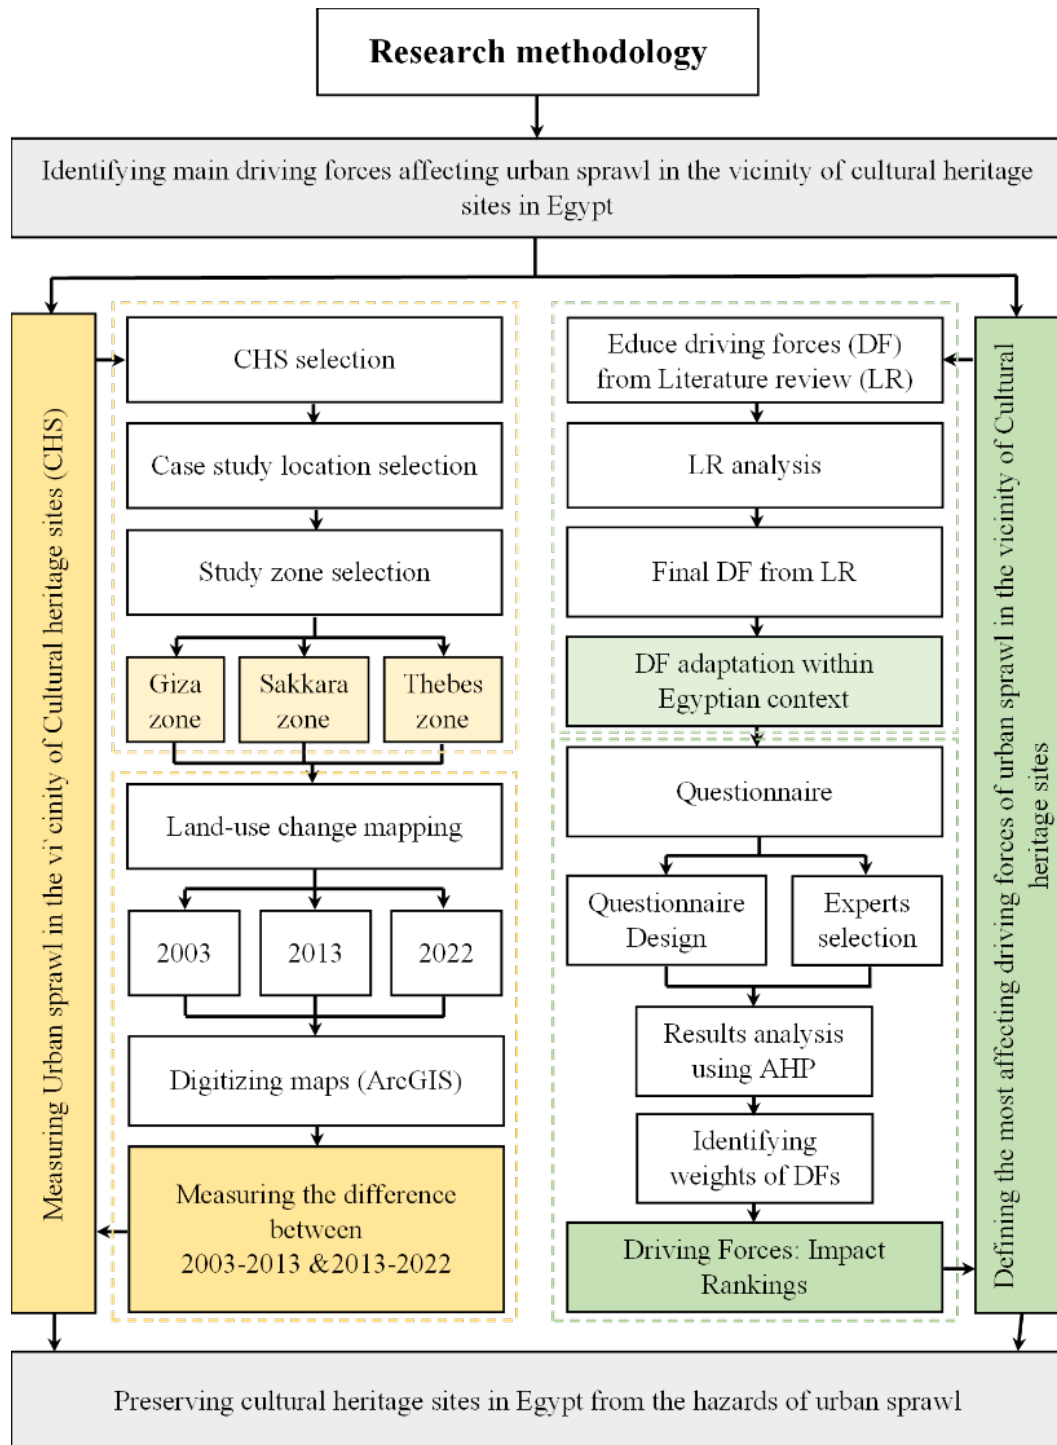 Research methodology
Identifying main driving forces affecting urban sprawl in the vicinity of cultural heritage
sites in Egypt
Measuring Urban sprawl in the vi cinity of Cultural heritage sites (CHS)
CHS selection
Case study location selection
Study zone selection
Giza
zone
Sakkara
zone
Thebes
zone
Land-use change mapping
2003
2013
2022
Digitizing maps (ArcGIS)
Measuring the difference
between
2003-2013 &2013-2022
Educe driving forces (DF)
from Literature review (LR)
LR analysis
Final DF from LR
DF adaptation within
Egyptian context
Questionnaire
Questionnaire
Design
Experts
selection
Results analysis
using AHP
Identifying
weights of DFs
Driving Forces: Impact
Rankings
Defining the most affecting driving forces of urban sprawl in the vicinity of Cultural
heritage sites
Preserving cultural heritage sites in Egypt from the hazards of urban sprawl